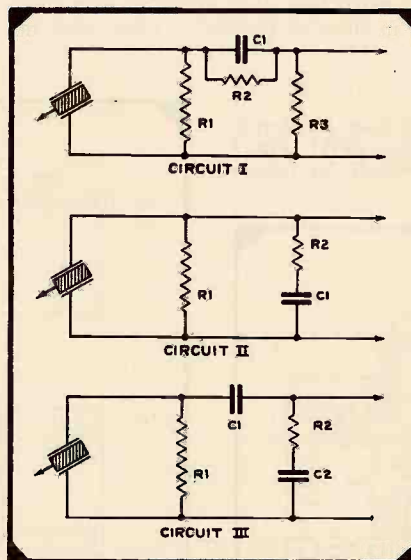 C1
R2
R1
R3
CIRCUIT I
R2
R1
C1
CIRCUIT II
C1
R2
R1
C2
CIRCUIT III